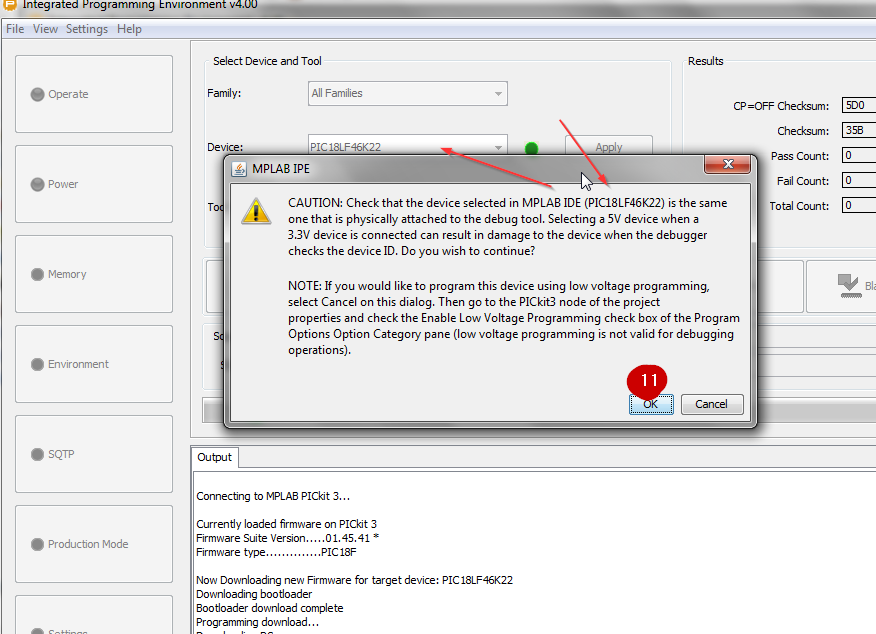 Integrated Programming Environment v4.00
File View Settings Help
Operate
Power
Memory
Environment
SQTP
Production Mode
Settings
Select Device and Tool
Family: All Families
Device: PIC18LF46K22 Apply
Results
CP=OFF Checksum: 5D0
Checksum: 35B
Pass Count: 0
Fail Count: 0
Total Count: 0
MPLAB IPE
CAUTION: Check that the device selected in MPLAB IDE (PIC18LF46K22) is the same
one that is physically attached to the debug tool. Selecting a 5V device when a
3.3V device is connected can result in damage to the device when the debugger
checks the device ID. Do you wish to continue?
NOTE: If you would like to program this device using low voltage programming,
select Cancel on this dialog. Then go to the PICkit3 node of the project
properties and check the Enable Low Voltage Programming check box of the Program
Options Option Category pane (low voltage programming is not valid for debugging
operations).
11
OK Cancel
Output
Connecting to MPLAB PICkit 3...
Currently loaded firmware on PICkit 3
Firmware Suite Version.....01.45.41 *
Firmware type..............PIC18F
Now Downloading new Firmware for target device: PIC18LF46K22
Downloading bootloader
Bootloader download complete
Programming download...